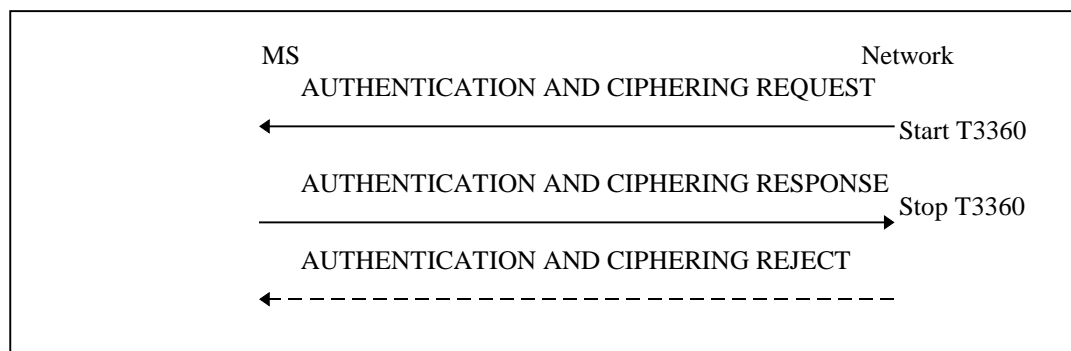 MS Network
AUTHENTICATION AND CIPHERING REQUEST
Start T3360
AUTHENTICATION AND CIPHERING RESPONSE
Stop T3360
AUTHENTICATION AND CIPHERING REJECT